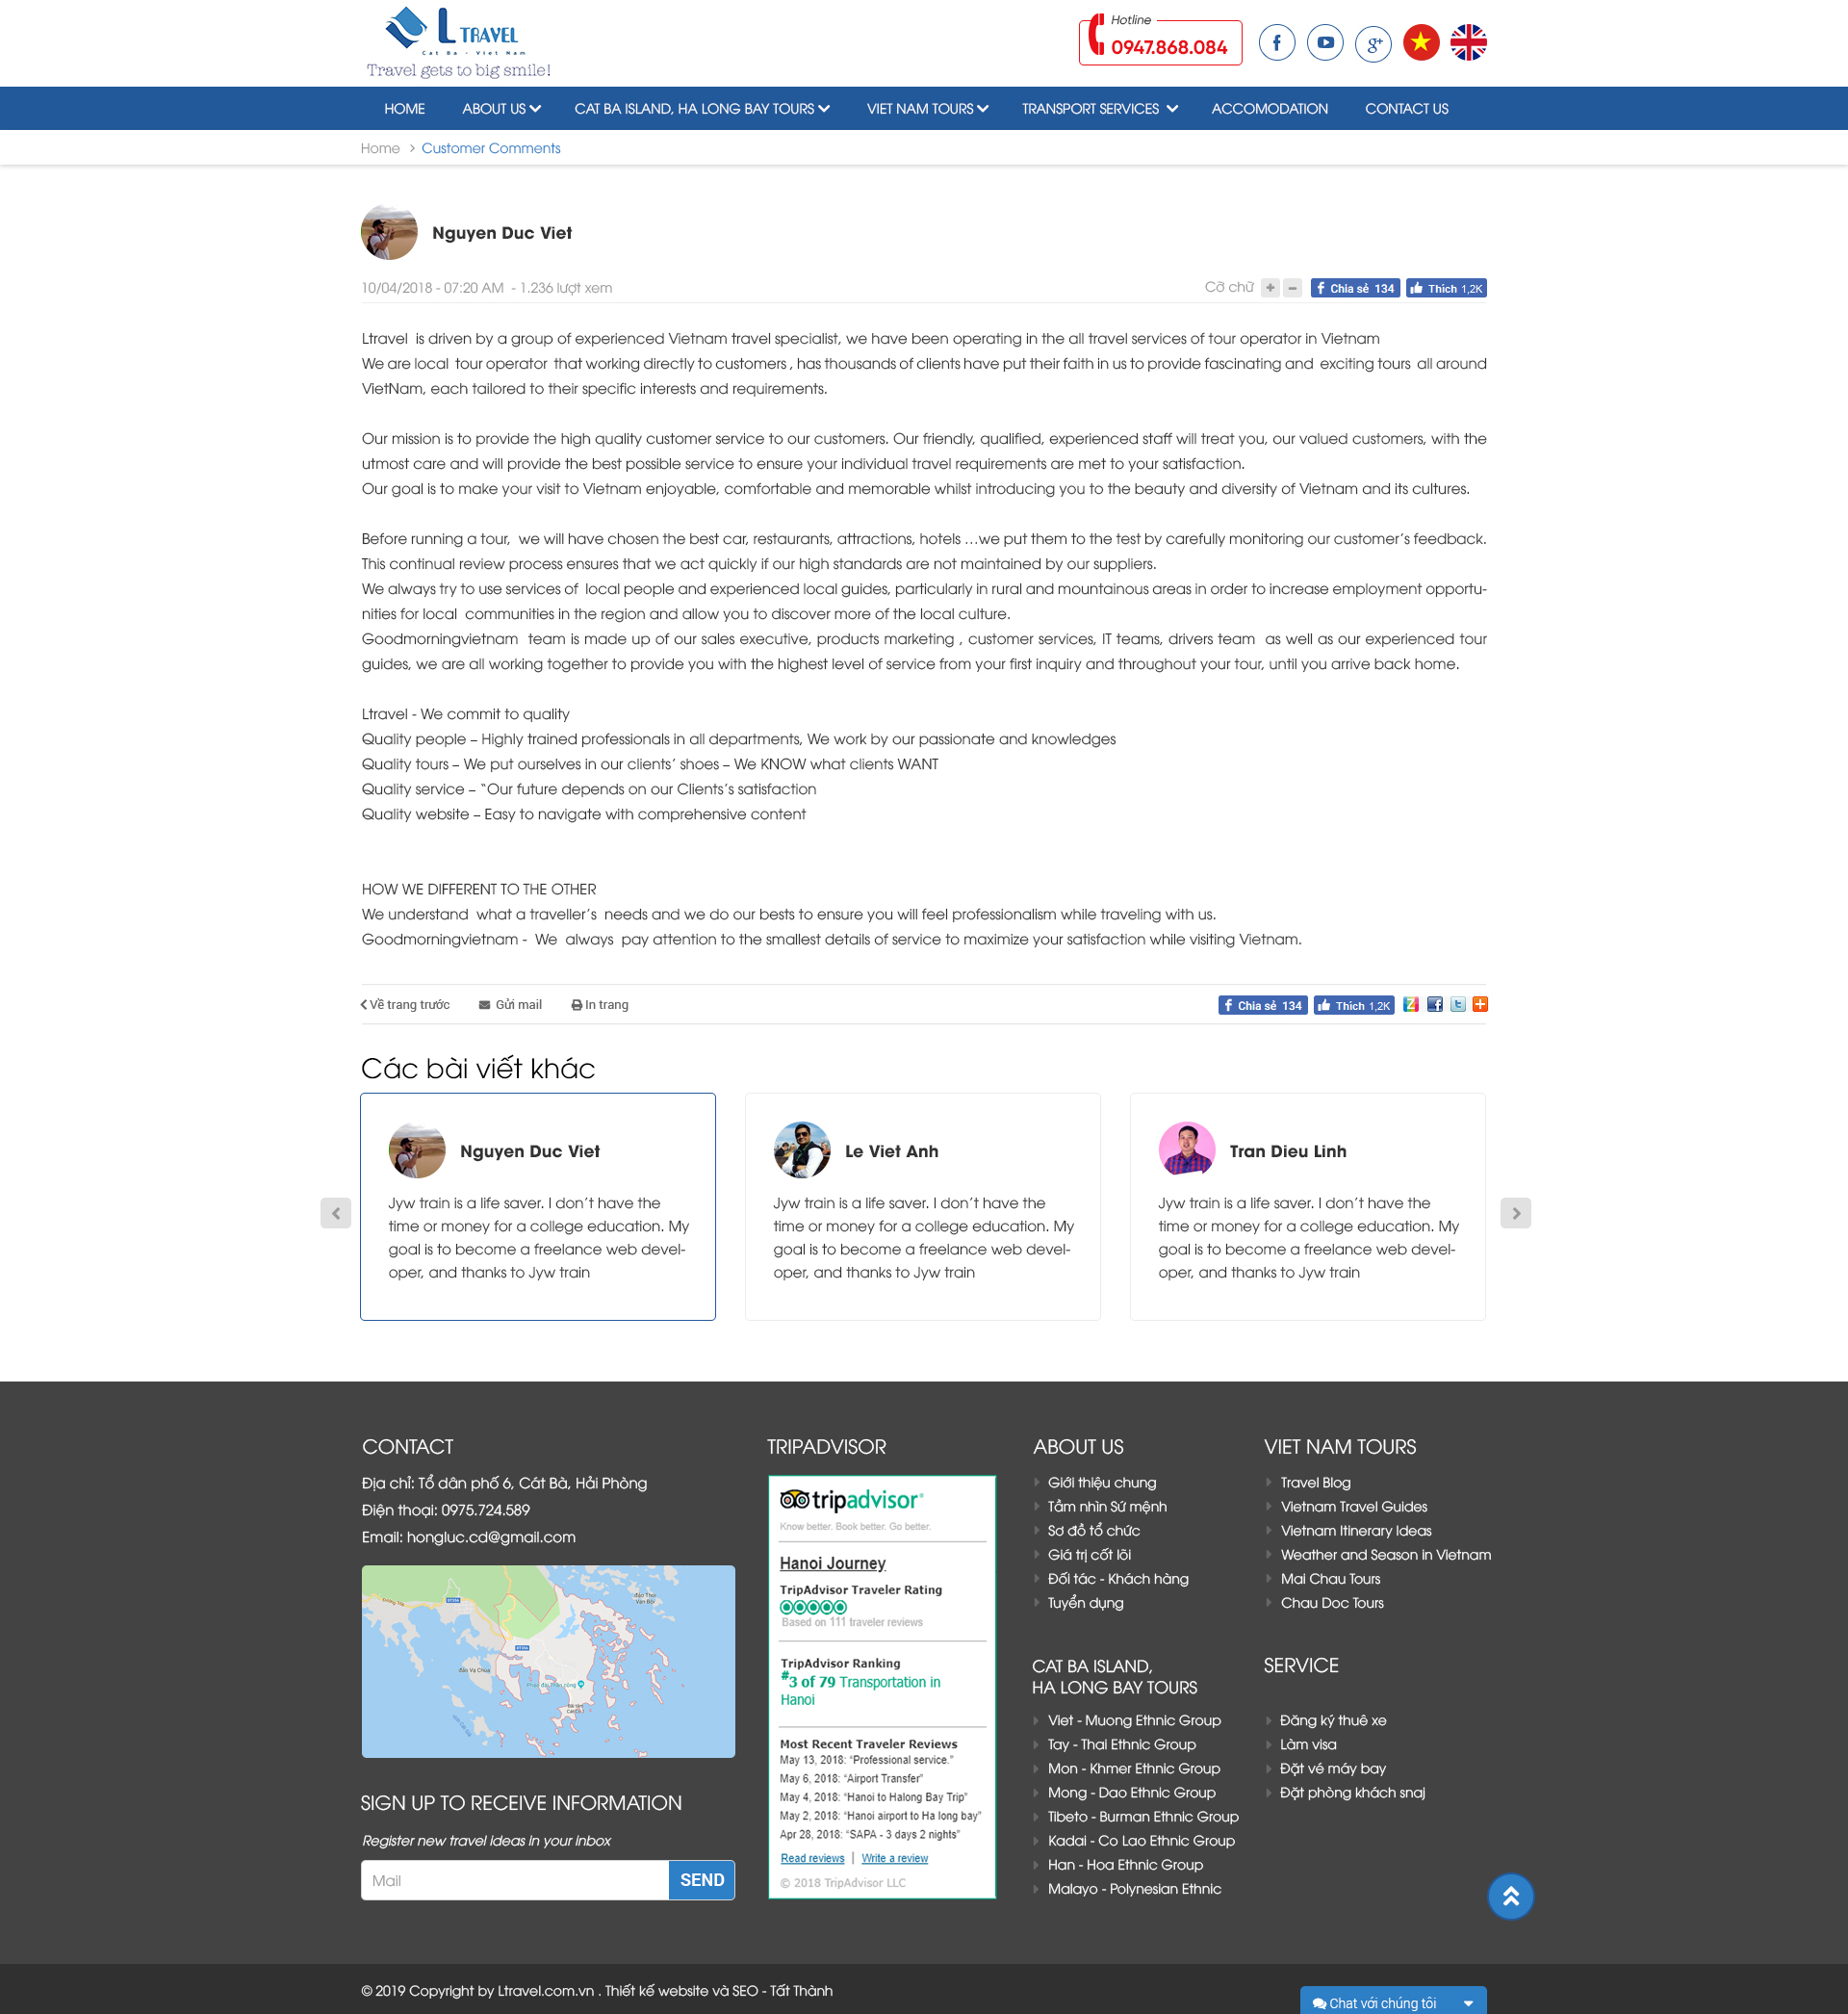 L TRAVEL
Cat Ba - Viet Nam
Travel gets to big smile!
Hotline
0947.868.084
HOME ABOUT US CAT BA ISLAND, HA LONG BAY TOURS VIET NAM TOURS TRANSPORT SERVICES ACCOMODATION CONTACT US
Home > Customer Comments
Nguyen Duc Viet
10/04/2018 - 07:20 AM - 1.236 lượt xem
Cỡ chữ + - Chia sẻ 134 Thích 1,2K
Ltravel is driven by a group of experienced Vietnam travel specialist, we have been operating in the all travel services of tour operator in Vietnam
We are local tour operator that working directly to customers , has thousands of clients have put their faith in us to provide fascinating and exciting tours all around
VietNam, each tailored to their specific interests and requirements.
Our mission is to provide the high quality customer service to our customers. Our friendly, qualified, experienced staff will treat you, our valued customers, with the
utmost care and will provide the best possible service to ensure your individual travel requirements are met to your satisfaction.
Our goal is to make your visit to Vietnam enjoyable, comfortable and memorable whilst introducing you to the beauty and diversity of Vietnam and its cultures.
Before running a tour, we will have chosen the best car, restaurants, attractions, hotels ...we put them to the test by carefully monitoring our customer's feedback.
This continual review process ensures that we act quickly if our high standards are not maintained by our suppliers.
We always try to use services of local people and experienced local guides, particularly in rural and mountainous areas in order to increase employment opportu-
nities for local communities in the region and allow you to discover more of the local culture.
Goodmorningvietnam team is made up of our sales executive, products marketing , customer services, IT teams, drivers team as well as our experienced tour
guides, we are all working together to provide you with the highest level of service from your first inquiry and throughout your tour, until you arrive back home.
Ltravel - We commit to quality
Quality people – Highly trained professionals in all departments, We work by our passionate and knowledges
Quality tours – We put ourselves in our clients' shoes – We KNOW what clients WANT
Quality service – "Our future depends on our Clients's satisfaction
Quality website – Easy to navigate with comprehensive content
HOW WE DIFFERENT TO THE OTHER
We understand what a traveller's needs and we do our bests to ensure you will feel professionalism while traveling with us.
Goodmorningvietnam - We always pay attention to the smallest details of service to maximize your satisfaction while visiting Vietnam.
Về trang trước Gửi mail In trang
Chia sẻ 134 Thích 1,2K
Các bài viết khác
Nguyen Duc Viet
Jyw train is a life saver. I don't have the
time or money for a college education. My
goal is to become a freelance web devel-
oper, and thanks to Jyw train
Le Viet Anh
Jyw train is a life saver. I don't have the
time or money for a college education. My
goal is to become a freelance web devel-
oper, and thanks to Jyw train
Tran Dieu Linh
Jyw train is a life saver. I don't have the
time or money for a college education. My
goal is to become a freelance web devel-
oper, and thanks to Jyw train
CONTACT
Địa chỉ: Tổ dân phố 6, Cát Bà, Hải Phòng
Điện thoại: 0975.724.589
Email: hongluc.cd@gmail.com
SIGN UP TO RECEIVE INFORMATION
Register new travel ideas in your inbox
Mail SEND
TRIPADVISOR
tripadvisor
Know better. Book better. Go better.
Hanoi Journey
TripAdvisor Traveler Rating
Based on 111 traveler reviews
TripAdvisor Ranking
#3 of 79 Transportation in
Hanoi
Most Recent Traveler Reviews
May 13, 2018: "Professional service."
May 6, 2018: "Airport Transfer"
May 4, 2018: "Hanoi to Halong Bay Trip"
May 2, 2018: "Hanoi airport to Ha long bay"
Apr 28, 2018: "SAPA - 3 days 2 nights"
Read reviews | Write a review
© 2018 TripAdvisor LLC
ABOUT US
Giới thiệu chung
Tầm nhìn Sứ mệnh
Sơ đồ tổ chức
Giá trị cốt lõi
Đối tác - Khách hàng
Tuyển dụng
VIET NAM TOURS
Travel Blog
Vietnam Travel Guides
Vietnam Itinerary Ideas
Weather and Season in Vietnam
Mai Chau Tours
Chau Doc Tours
CAT BA ISLAND,
HA LONG BAY TOURS
Viet - Muong Ethnic Group
Tay - Thai Ethnic Group
Mon - Khmer Ethnic Group
Mong - Dao Ethnic Group
Tibeto - Burman Ethnic Group
Kadai - Co Lao Ethnic Group
Han - Hoa Ethnic Group
Malayo - Polynesian Ethnic
SERVICE
Đăng ký thuê xe
Làm visa
Đặt vé máy bay
Đặt phòng khách snaj
© 2019 Copyright by Ltravel.com.vn . Thiết kế website và SEO - Tất Thành
Chat với chúng tôi